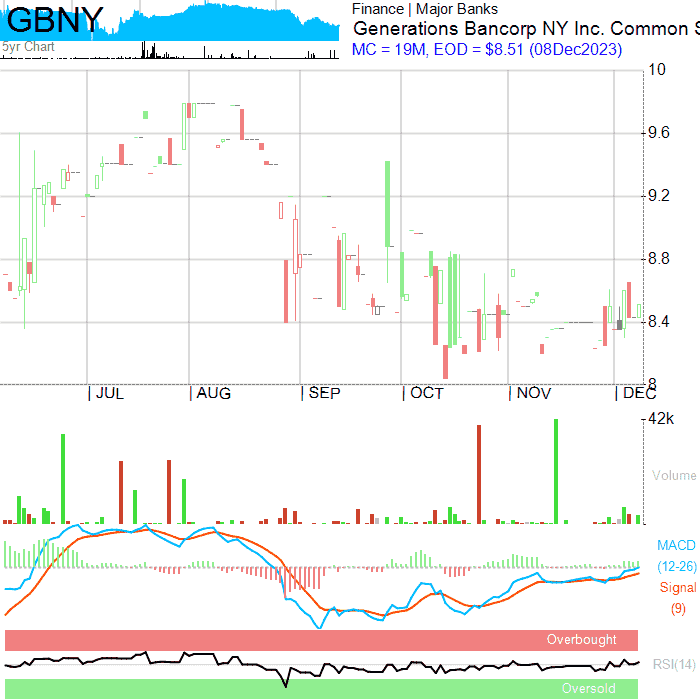 GBNY
5yr Chart
Finance | Major Banks
Generations Bancorp NY Inc. Common S
MC = 19M, EOD = $8.51 (08Dec2023)
10
9.6
9.2
8.8
8.4
8
JUL AUG SEP OCT NOV DEC
42k
Volume
MACD
(12-26)
Signal
(9)
Overbought
RSI(14)
Oversold